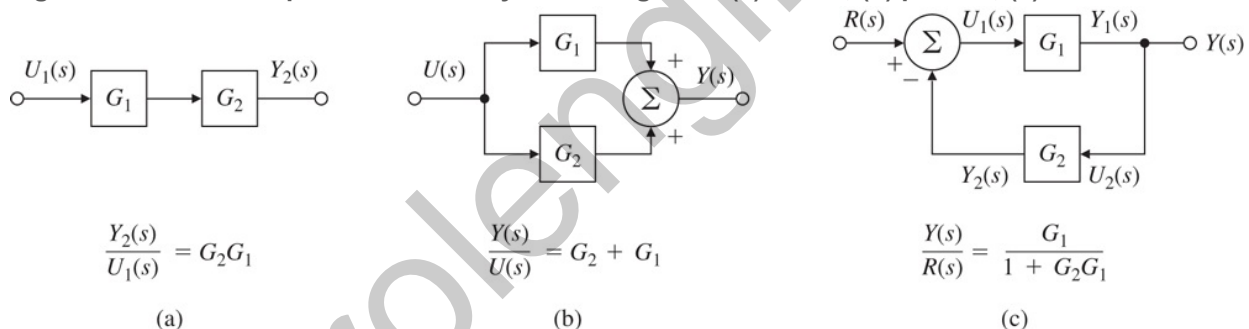 U₁(s)
G₁
G₂
Y₂(s)
Y₂(s)/U₁(s) = G₂G₁
(a)
U(s)
G₁
G₂
+
+
Σ
Y(s)
Y(s)/U(s) = G₂ + G₁
(b)
R(s)
+
−
Σ
U₁(s)
G₁
Y₁(s)
Y(s)
Y₂(s)
G₂
U₂(s)
Y(s)/R(s) = G₁/(1 + G₂G₁)
(c)
roleng